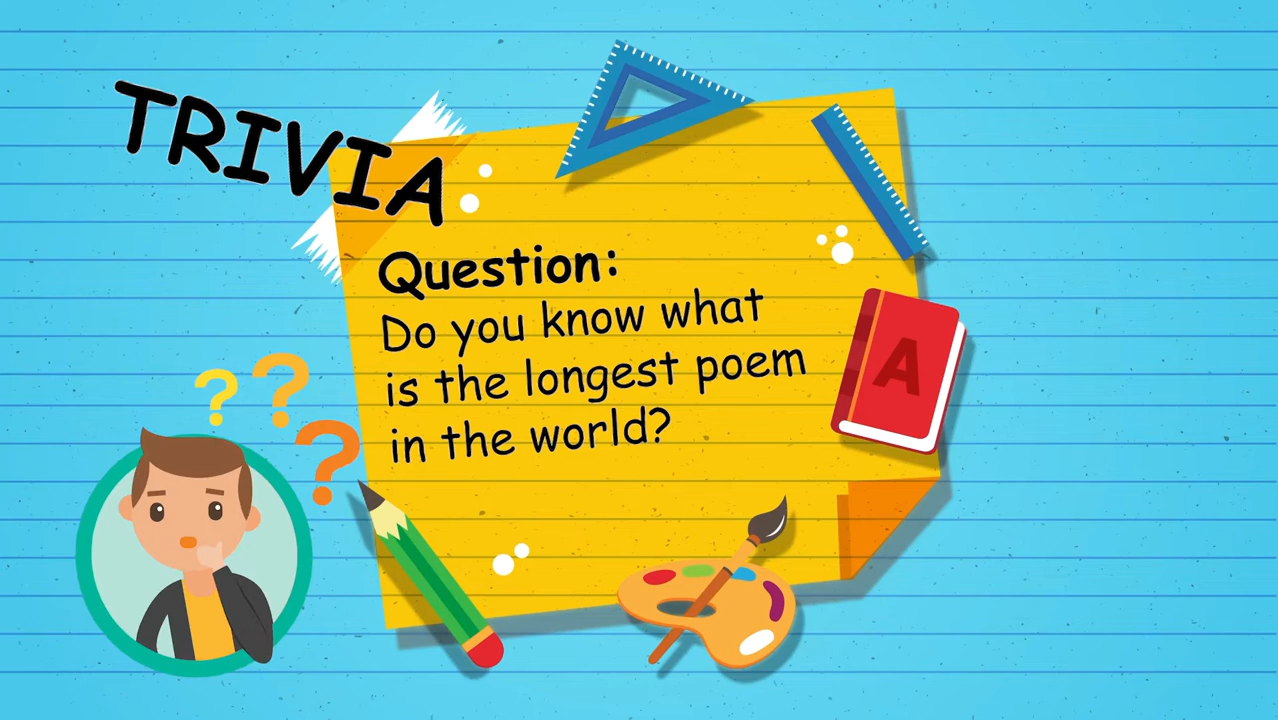 TRIVIA
Question:
Do you know what
is the longest poem
in the world?
? ? ?
A